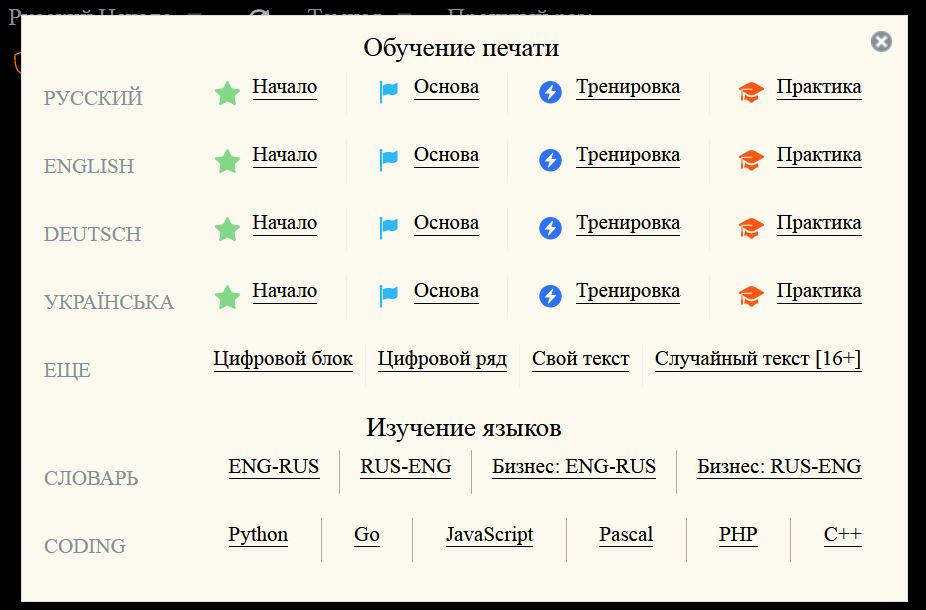 Обучение печати
РУССКИЙ Начало Основа Тренировка Практика
ENGLISH Начало Основа Тренировка Практика
DEUTSCH Начало Основа Тренировка Практика
УКРАЇНСЬКА Начало Основа Тренировка Практика
ЕЩЕ Цифровой блок Цифровой ряд Свой текст Случайный текст [16+]
Изучение языков
СЛОВАРЬ ENG-RUS RUS-ENG Бизнес: ENG-RUS Бизнес: RUS-ENG
CODING Python Go JavaScript Pascal PHP C++